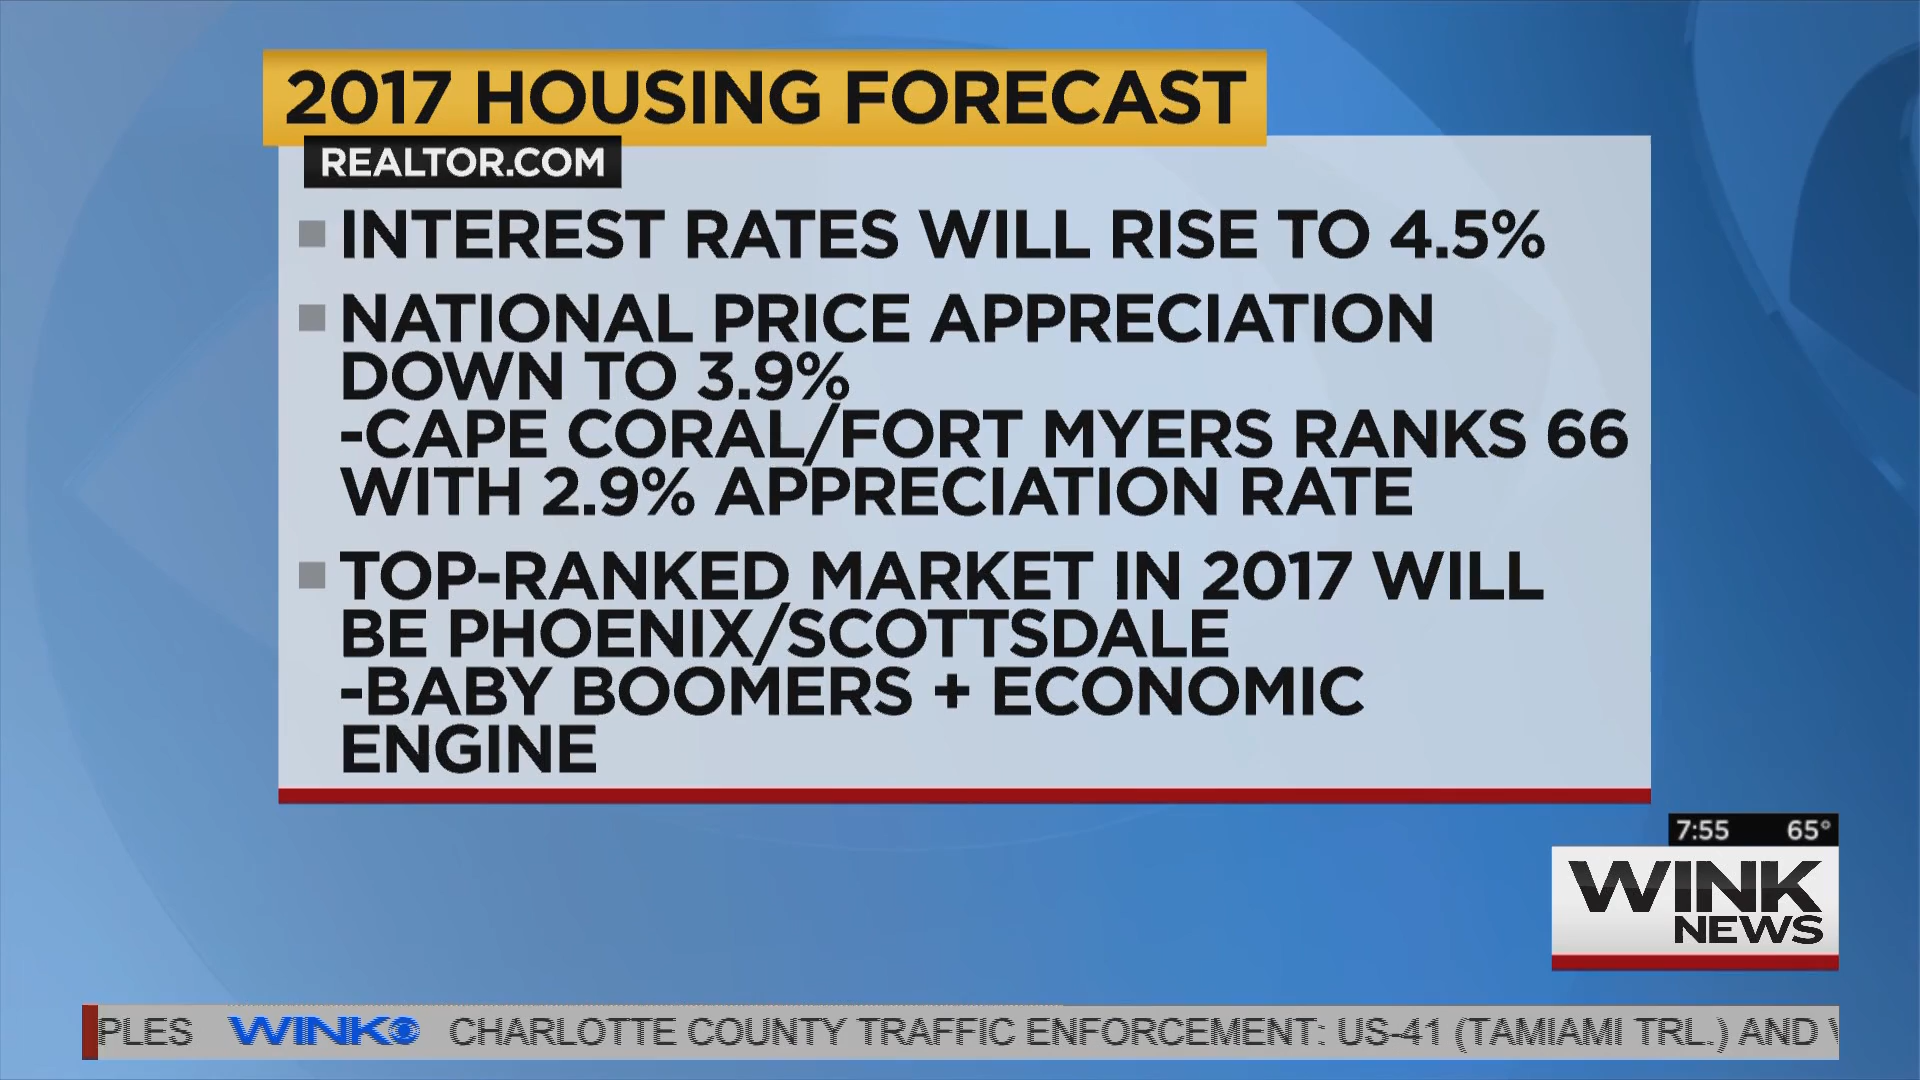 2017 HOUSING FORECAST
REALTOR.COM
INTEREST RATES WILL RISE TO 4.5%
NATIONAL PRICE APPRECIATION
DOWN TO 3.9%
-CAPE CORAL/FORT MYERS RANKS 66
WITH 2.9% APPRECIATION RATE
TOP-RANKED MARKET IN 2017 WILL
BE PHOENIX/SCOTTSDALE
-BABY BOOMERS + ECONOMIC
ENGINE
7:55 65°
WINK
NEWS
PLES WINK CHARLOTTE COUNTY TRAFFIC ENFORCEMENT: US-41 (TAMIAMI TRL.) AND